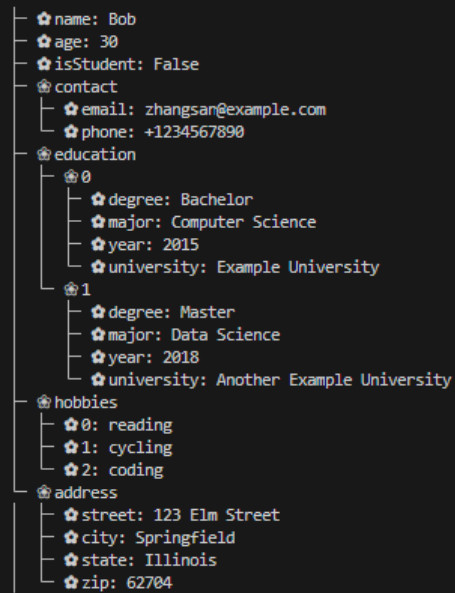 ├─ ✿name: Bob
├─ ✿age: 30
├─ ✿isStudent: False
├─ ❀contact
│  ├─ ✿email: zhangsan@example.com
│  └─ ✿phone: +1234567890
├─ ❀education
│  ├─ ❀0
│  │  ├─ ✿degree: Bachelor
│  │  ├─ ✿major: Computer Science
│  │  ├─ ✿year: 2015
│  │  └─ ✿university: Example University
│  └─ ❀1
│     ├─ ✿degree: Master
│     ├─ ✿major: Data Science
│     ├─ ✿year: 2018
│     └─ ✿university: Another Example University
├─ ❀hobbies
│  ├─ ✿0: reading
│  ├─ ✿1: cycling
│  └─ ✿2: coding
└─ ❀address
│  ├─ ✿street: 123 Elm Street
│  ├─ ✿city: Springfield
│  ├─ ✿state: Illinois
│  └─ ✿zip: 62704